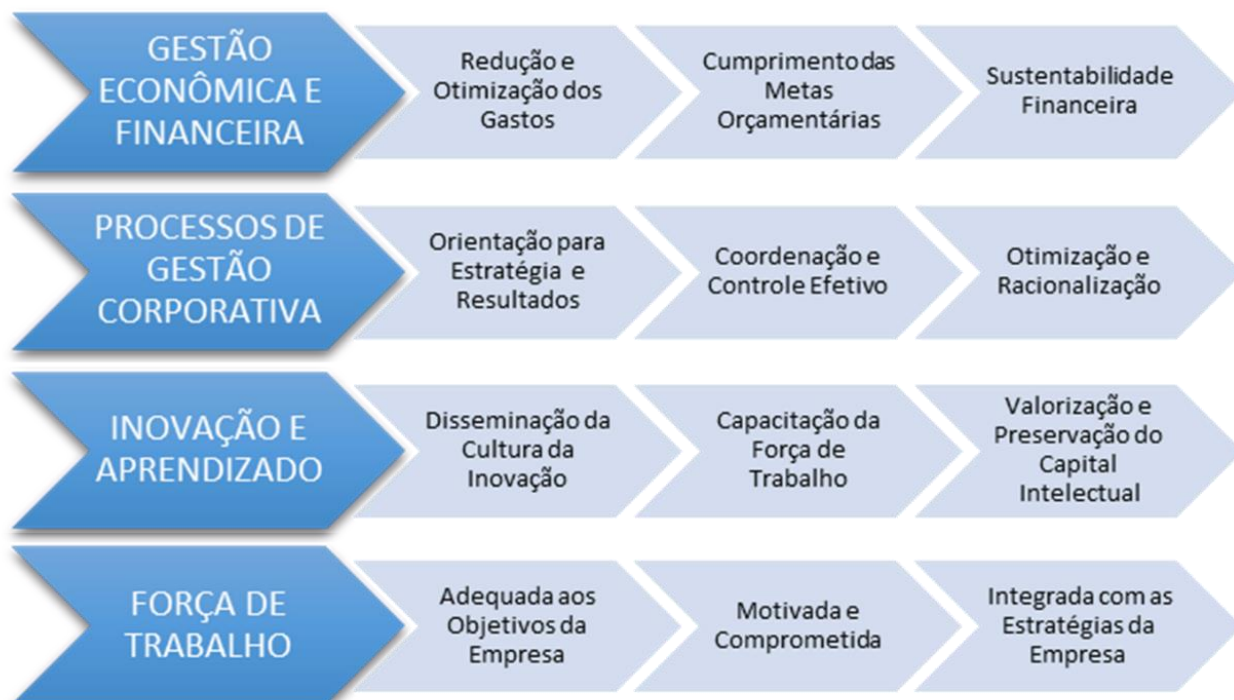 GESTÃO
ECONÔMICA E
FINANCEIRA
Redução e
Otimização dos
Gastos
Cumprimento das
Metas
Orçamentárias
Sustentabilidade
Financeira
PROCESSOS DE
GESTÃO
CORPORATIVA
Orientação para
Estratégia e
Resultados
Coordenação e
Controle Efetivo
Otimização e
Racionalização
INOVAÇÃO E
APRENDIZADO
Disseminação da
Cultura da
Inovação
Capacitação da
Força de
Trabalho
Valorização e
Preservação do
Capital
Intelectual
FORÇA DE
TRABALHO
Adequada aos
Objetivos da
Empresa
Motivada e
Comprometida
Integrada com as
Estratégias da
Empresa